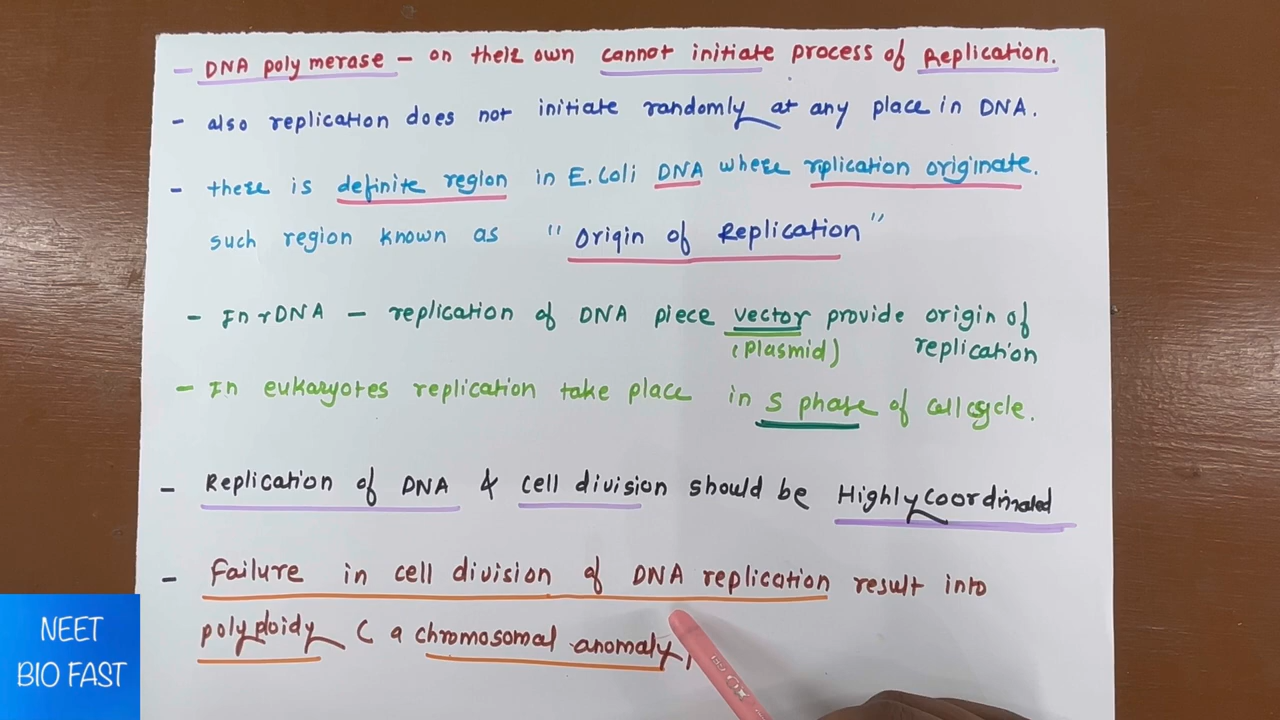 - DNA polymerase - on their own cannot initiate process of Replication.
- also replication does not initiate randomly at any place in DNA.
- there is definite region in E.Coli DNA where rplication originate.
such region known as "Origin of Replication"
- In rDNA - replication of DNA piece vector provide origin of
(plasmid) replication
- In eukaryotes replication take place in S phase of cell cycle.
- Replication of DNA & cell division should be Highly coordinated
- Failure in cell division of DNA replication result into
polyploidy ( a chromosomal anomaly)
NEET
BIO FAST